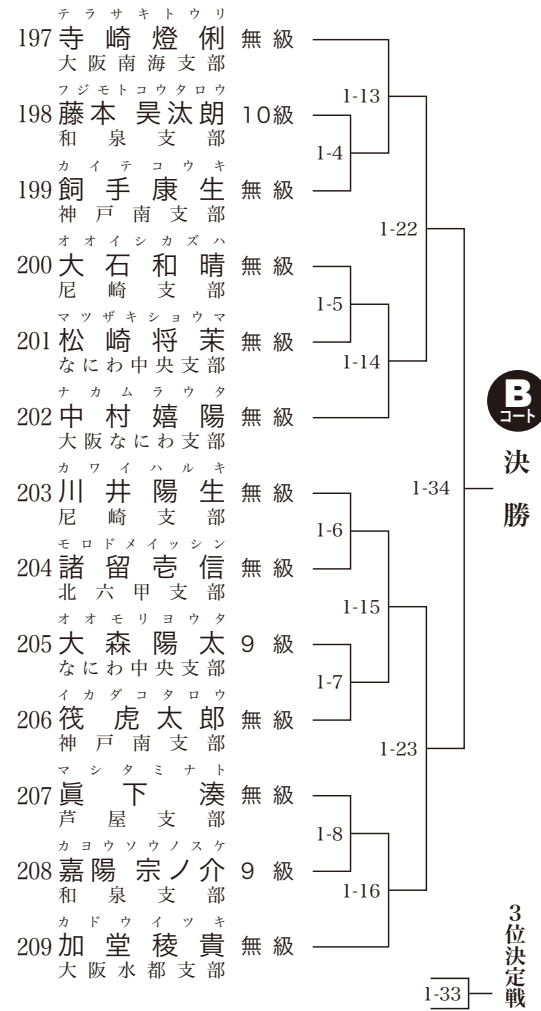 テラサキトウリ
197 寺崎燈俐 無級
大阪南海支部
フジモトコウタロウ
198 藤本昊汰朗 10級
和泉支部
カイテコウキ
199 飼手康生 無級
神戸南支部
オオイシカズハ
200 大石和晴 無級
尼崎支部
マツザキショウマ
201 松崎将茉 無級
なにわ中央支部
ナカムラウタ
202 中村嬉陽 無級
大阪なにわ支部
カワイハルキ
203 川井陽生 無級
尼崎支部
モロドメイッシン
204 諸留壱信 無級
北六甲支部
オオモリヨウタ
205 大森陽太 9級
なにわ中央支部
イカダコタロウ
206 筏虎太郎 無級
神戸南支部
マシタミナト
207 眞下湊 無級
芦屋支部
カヨウソウノスケ
208 嘉陽宗ノ介 9級
和泉支部
カドウイツキ
209 加堂稜貴 無級
大阪水都支部
1-4
1-5
1-6
1-7
1-8
1-13
1-14
1-15
1-16
1-22
1-23
1-34
B
コート
決勝
1-33
3位決定戦